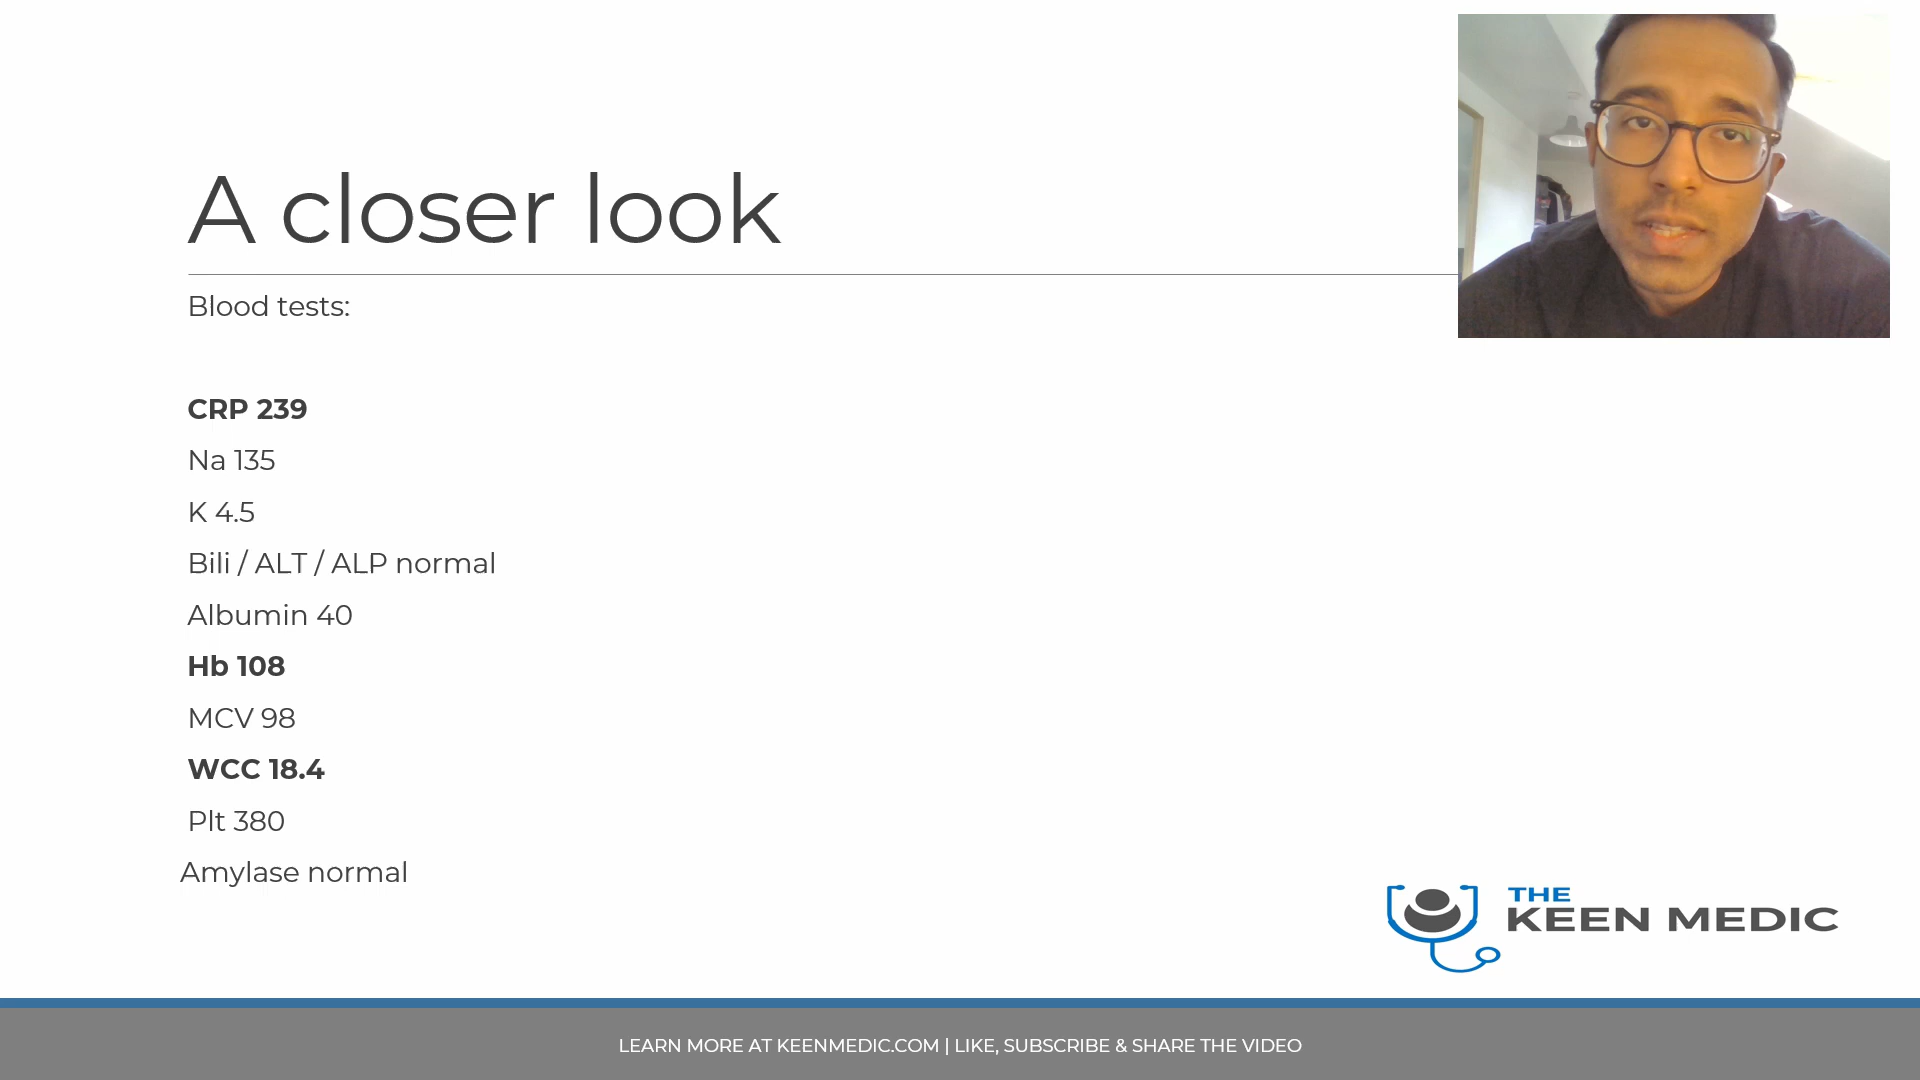 A closer look
Blood tests:
CRP 239
Na 135
K 4.5
Bili / ALT / ALP normal
Albumin 40
Hb 108
MCV 98
WCC 18.4
Plt 380
Amylase normal
THE
KEEN MEDIC
LEARN MORE AT KEENMEDIC.COM | LIKE, SUBSCRIBE & SHARE THE VIDEO